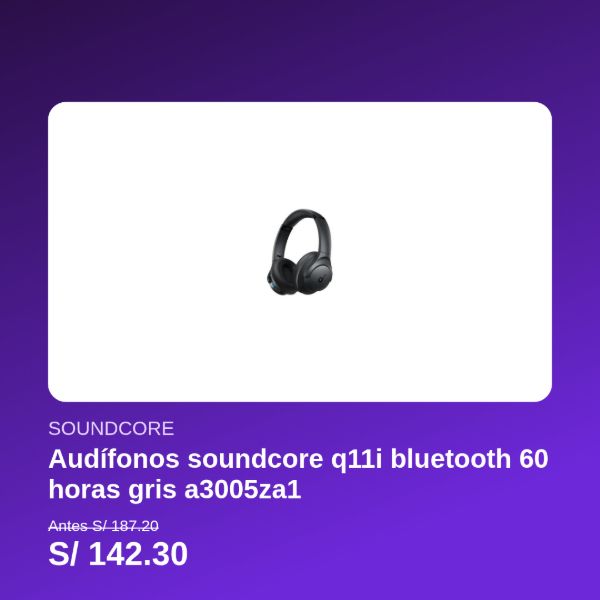 SOUNDCORE
Audífonos soundcore q11i bluetooth 60
horas gris a3005za1
Antes S/ 187.20
S/ 142.30